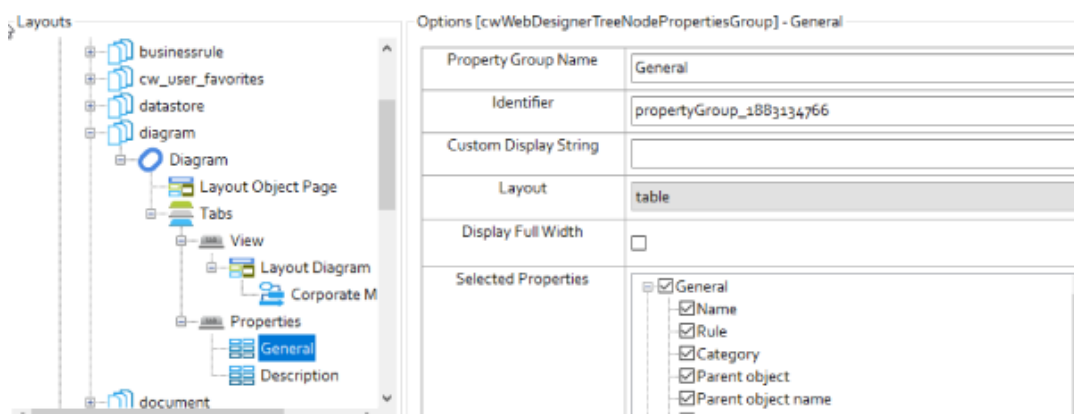 Layouts
businessrule
cw_user_favorites
datastore
diagram
Diagram
Layout Object Page
Tabs
View
Layout Diagram
Corporate M
Properties
General
Description
document
Options [cwWebDesignerTreeNodePropertiesGroup] - General
Property Group Name
General
Identifier
propertyGroup_1883134766
Custom Display String
Layout
table
Display Full Width
Selected Properties
General
Name
Rule
Category
Parent object
Parent object name